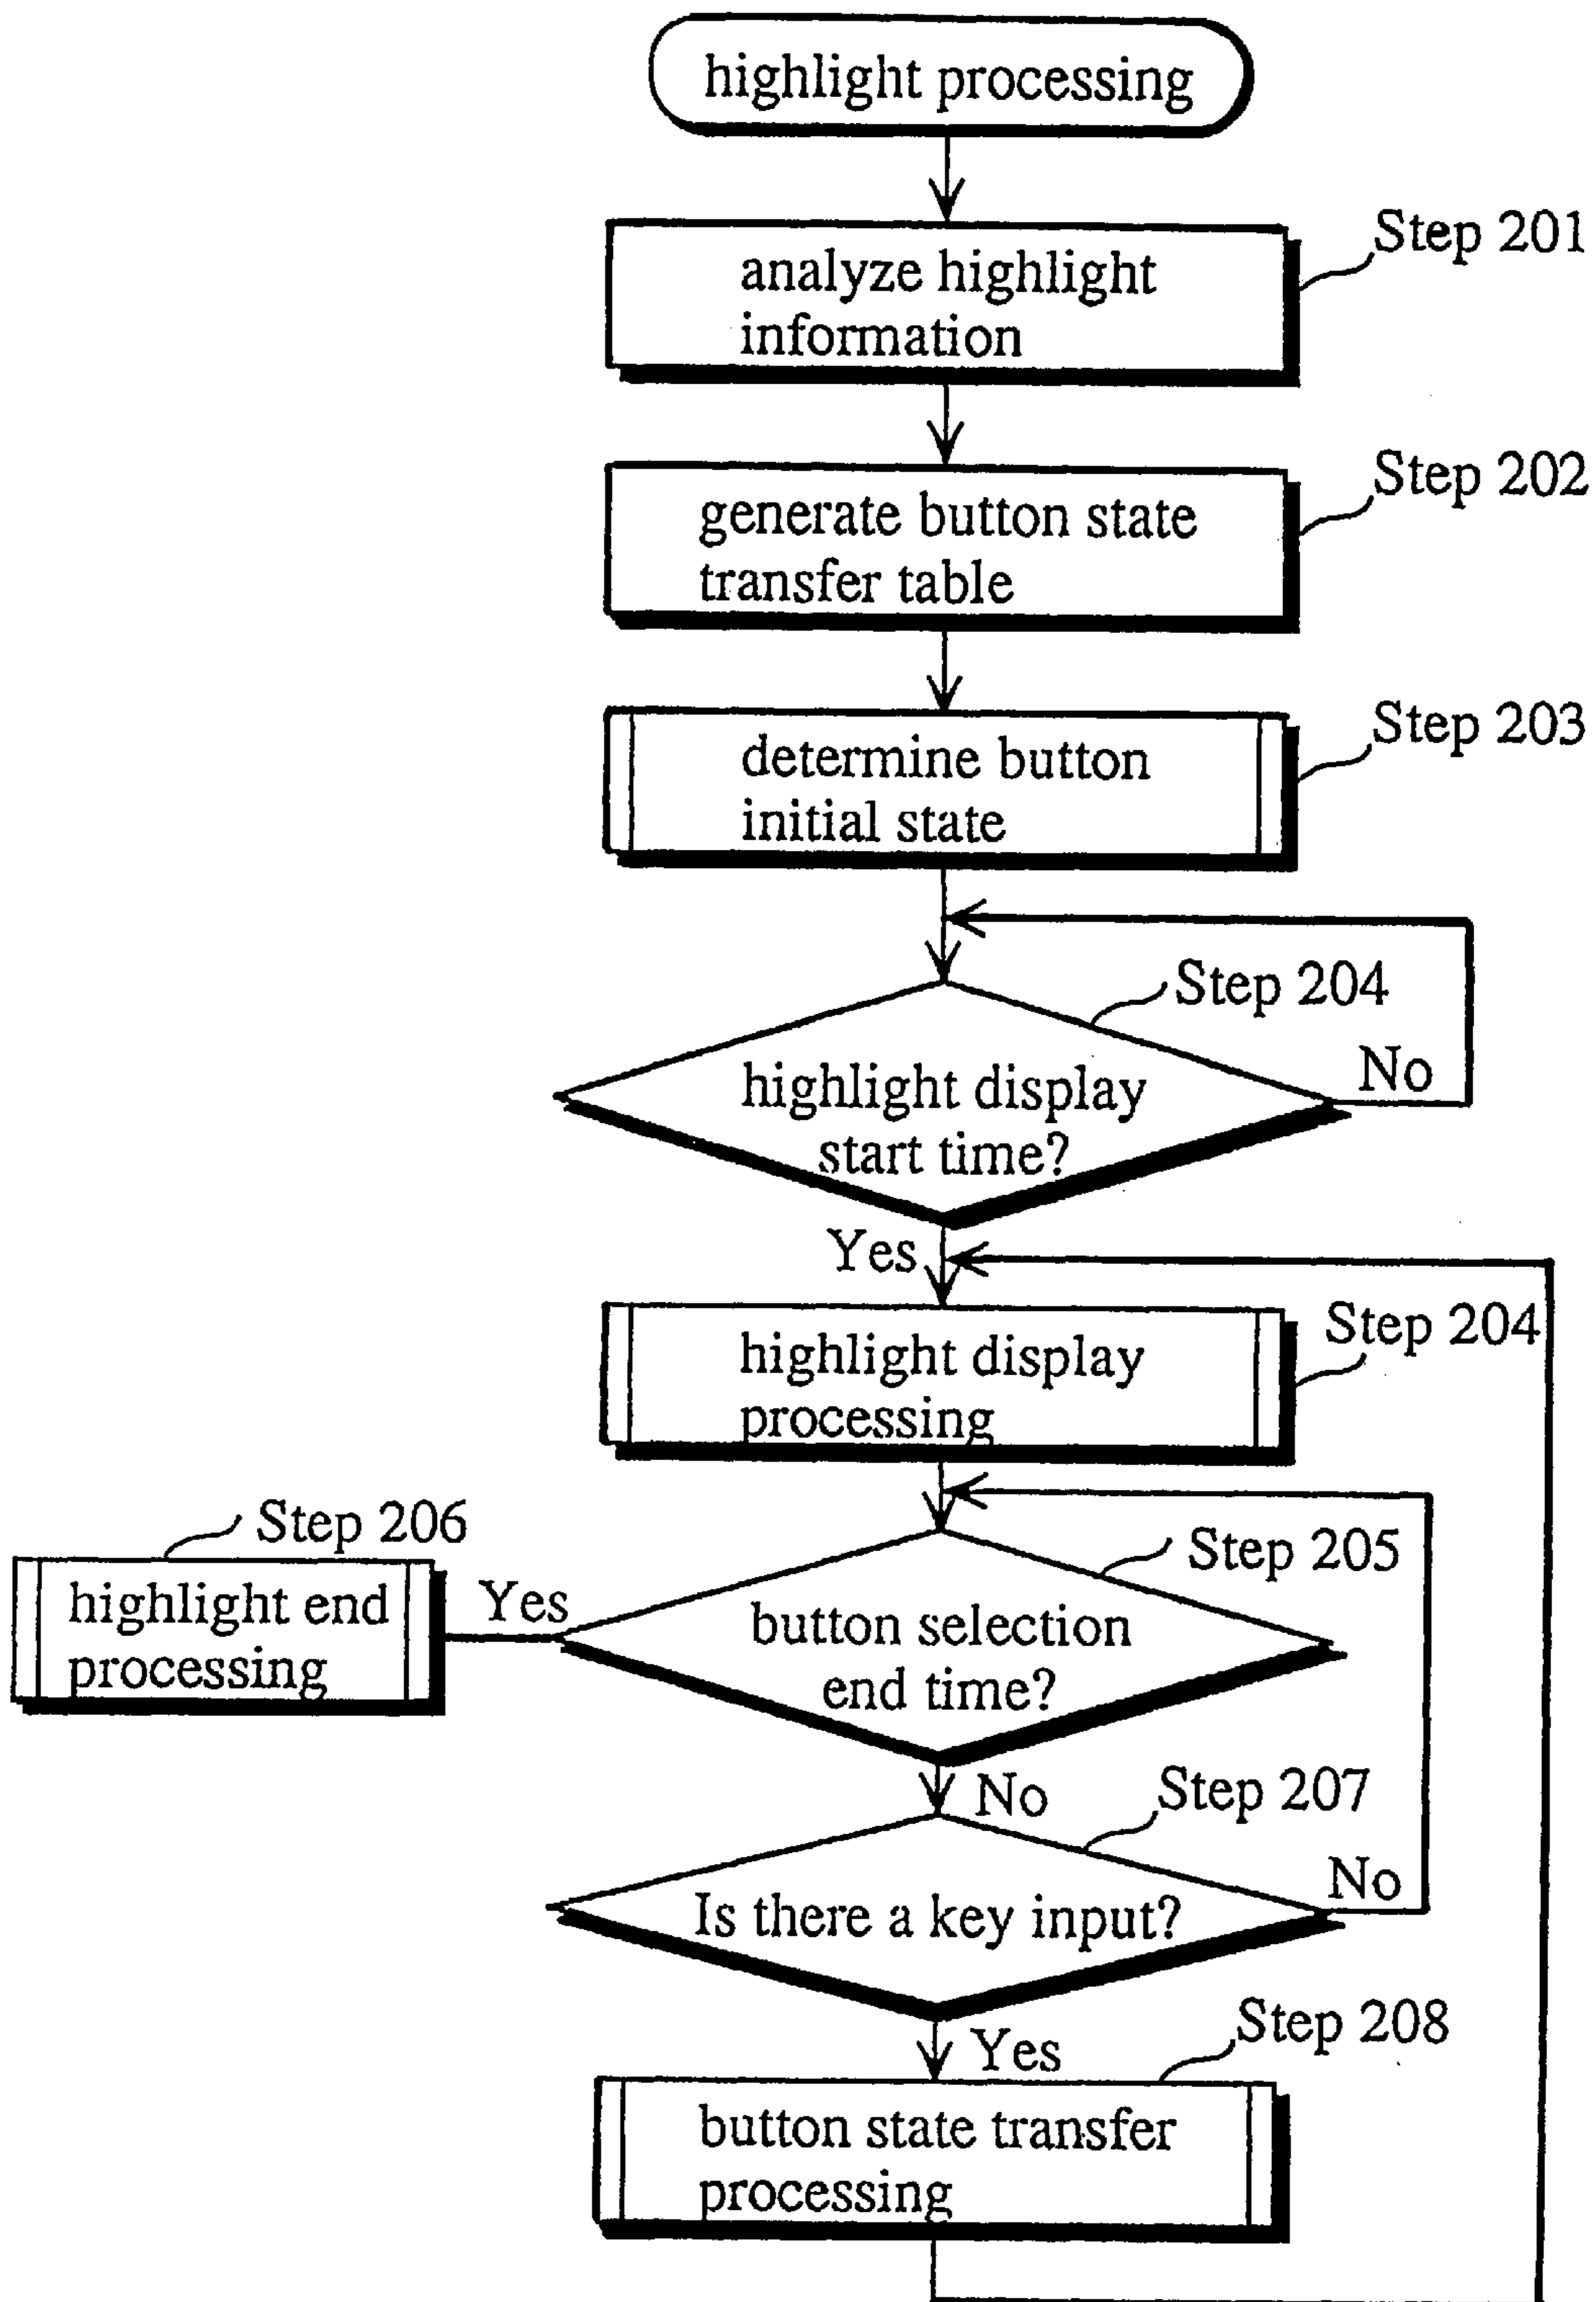 highlight processing
Step 201
analyze highlight
information
Step 202
generate button state
transfer table
Step 203
determine button
initial state
Step 204
No
highlight display
start time?
Yes
Step 204
highlight display
processing
Step 206
highlight end
processing
Yes
Step 205
button selection
end time?
No
Step 207
No
Is there a key input?
Yes
Step 208
button state transfer
processing